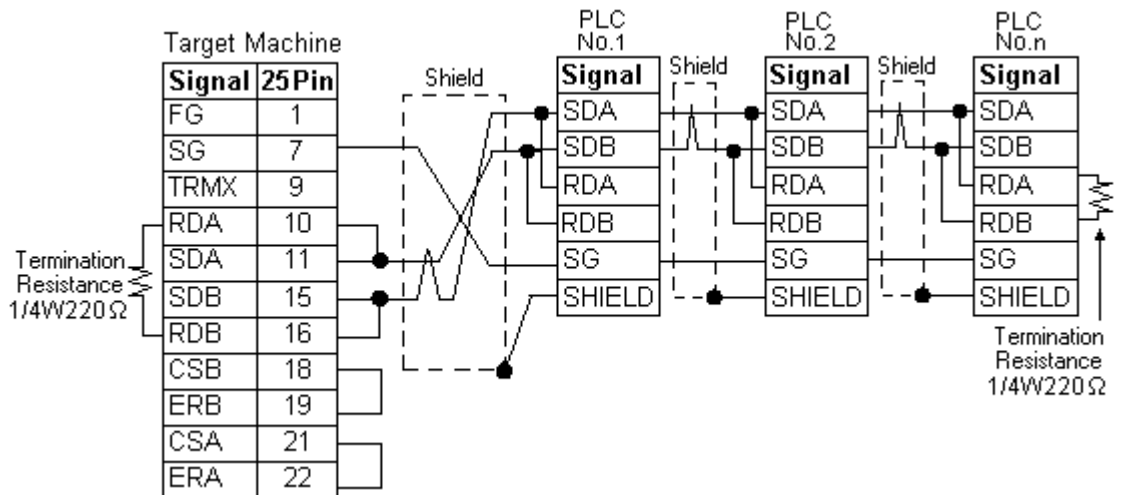 Target Machine
Signal 25Pin
FG 1
SG 7
TRMX 9
RDA 10
SDA 11
SDB 15
RDB 16
CSB 18
ERB 19
CSA 21
ERA 22
Termination
Resistance
1/4W220Ω
Shield
PLC
No.1
Signal
SDA
SDB
RDA
RDB
SG
SHIELD
Shield
PLC
No.2
Signal
SDA
SDB
RDA
RDB
SG
SHIELD
Shield
PLC
No.n
Signal
SDA
SDB
RDA
RDB
SG
SHIELD
Termination
Resistance
1/4W220Ω